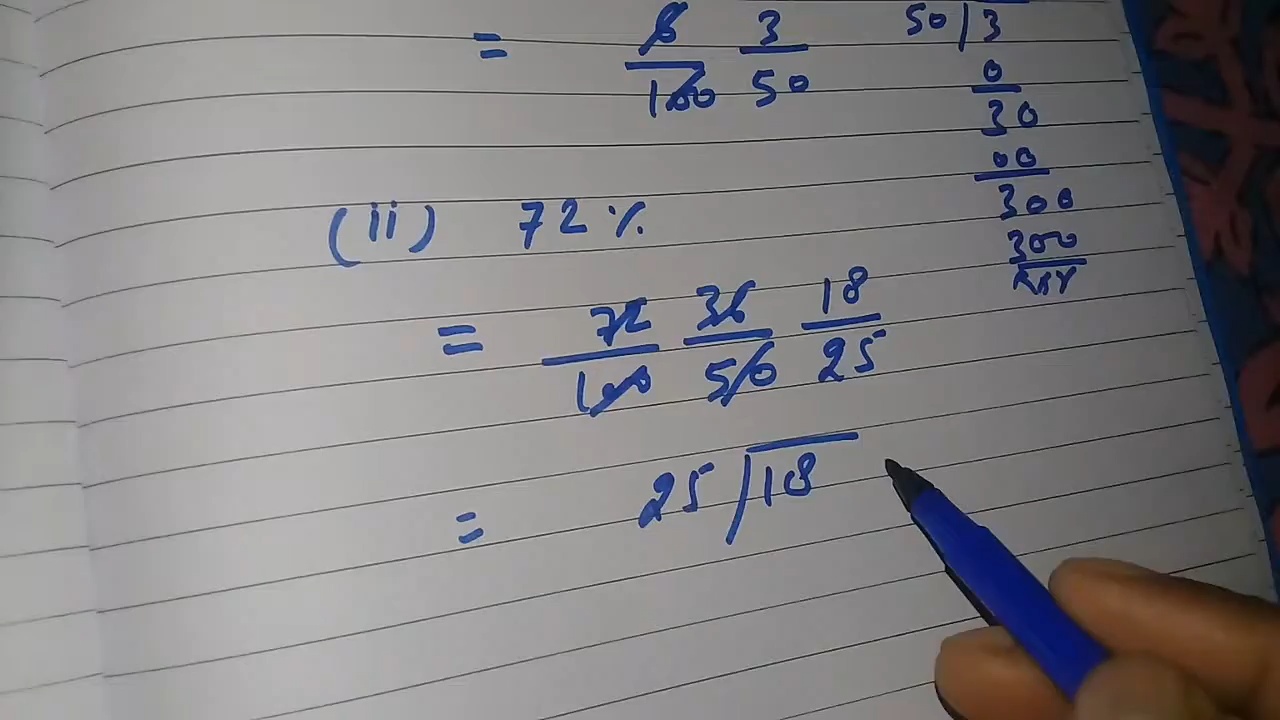 = 6/100 3/50
50/3
0
30
00
300
300
(ii) 72%
= 72/100 36/50 18/25
= 25/18